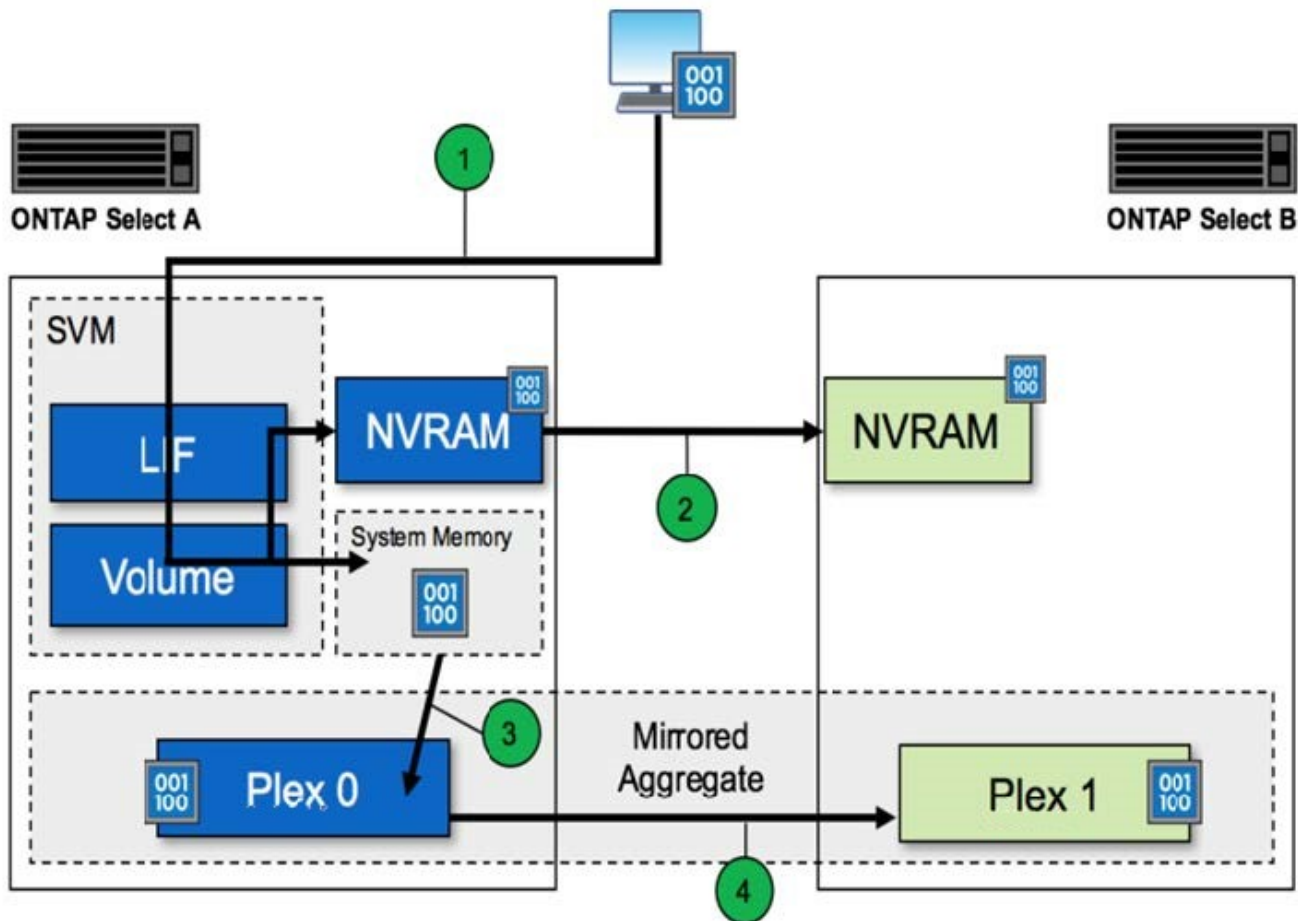 001
100
1
ONTAP Select A
ONTAP Select B
SVM
LIF
Volume
NVRAM
001
100
2
NVRAM
001
100
System Memory
001
100
3
Mirrored
Aggregate
001
100
Plex 0
Plex 1
001
100
4